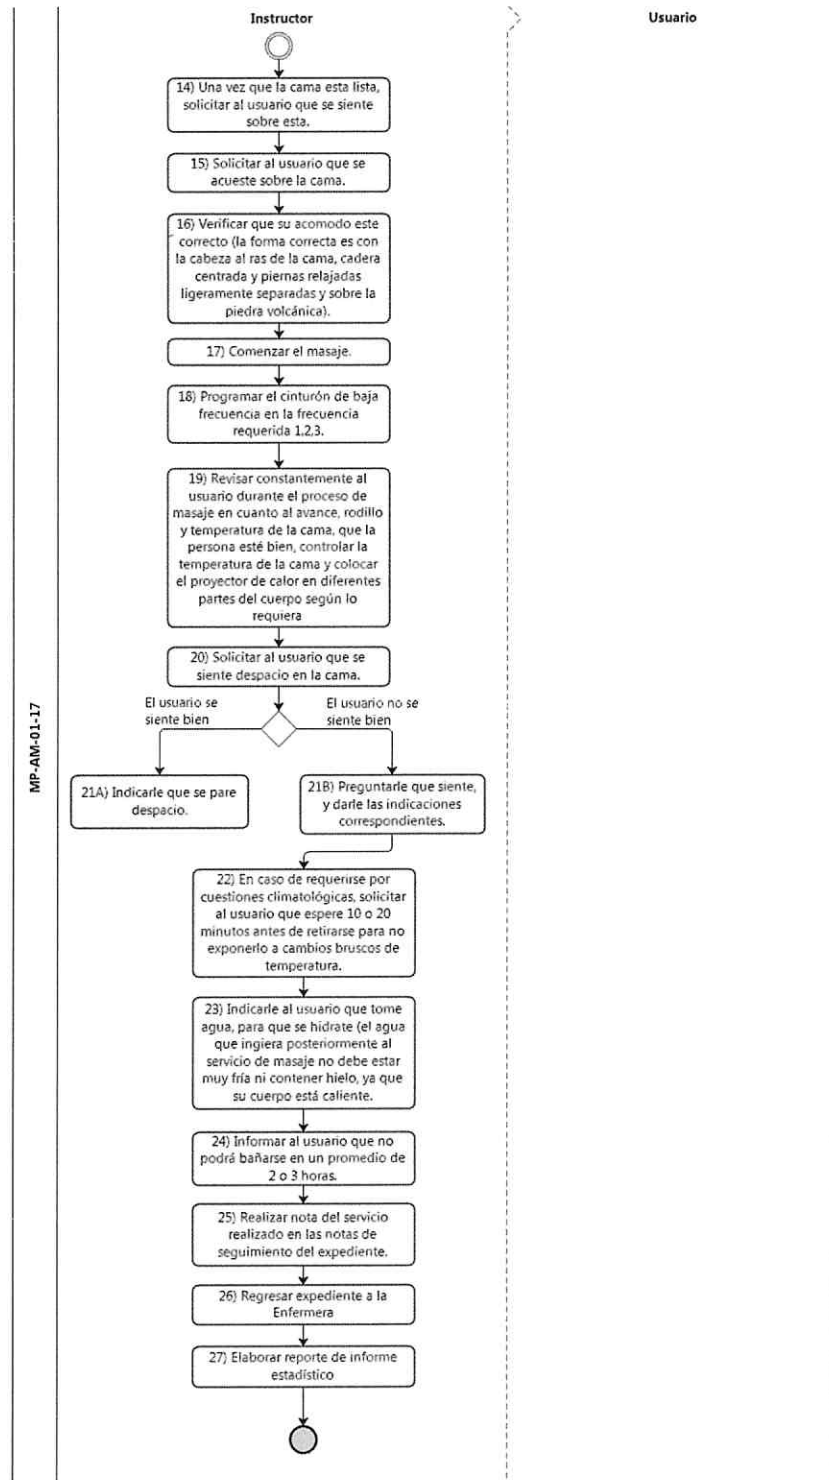 Instructor
Usuario
14) Una vez que la cama esta lista,
solicitar al usuario que se siente
sobre esta.
15) Solicitar al usuario que se
acueste sobre la cama.
16) Verificar que su acomodo este
correcto (la forma correcta es con
la cabeza al ras de la cama, cadera
centrada y piernas relajadas
ligeramente separadas y sobre la
piedra volcánica).
17) Comenzar el masaje.
18) Programar el cinturón de baja
frecuencia en la frecuencia
requerida 1,2,3.
19) Revisar constantemente al
usuario durante el proceso de
masaje en cuanto al avance, rodillo
y temperatura de la cama, que la
persona esté bien, controlar la
temperatura de la cama y colocar
el proyector de calor en diferentes
partes del cuerpo según lo
requiera
20) Solicitar al usuario que se
siente despacio en la cama.
El usuario se
siente bien
El usuario no se
siente bien
MP-AM-01-17
21A) Indicarle que se pare
despacio.
21B) Preguntarle que siente,
y darle las indicaciones
correspondientes.
22) En caso de requerirse por
cuestiones climatológicas, solicitar
al usuario que espere 10 o 20
minutos antes de retirarse para no
exponerlo a cambios bruscos de
temperatura.
23) Indicarle al usuario que tome
agua, para que se hidrate (el agua
que ingiera posteriormente al
servicio de masaje no debe estar
muy fría ni contener hielo, ya que
su cuerpo está caliente.
24) Informar al usuario que no
podrá bañarse en un promedio de
2 o 3 horas.
25) Realizar nota del servicio
realizado en las notas de
seguimiento del expediente.
26) Regresar expediente a la
Enfermera
27) Elaborar reporte de informe
estadístico